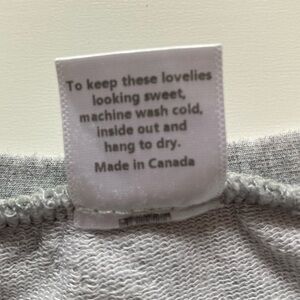 To keep these lovelies
looking sweet,
machine wash cold,
inside out and
hang to dry.
Made in Canada